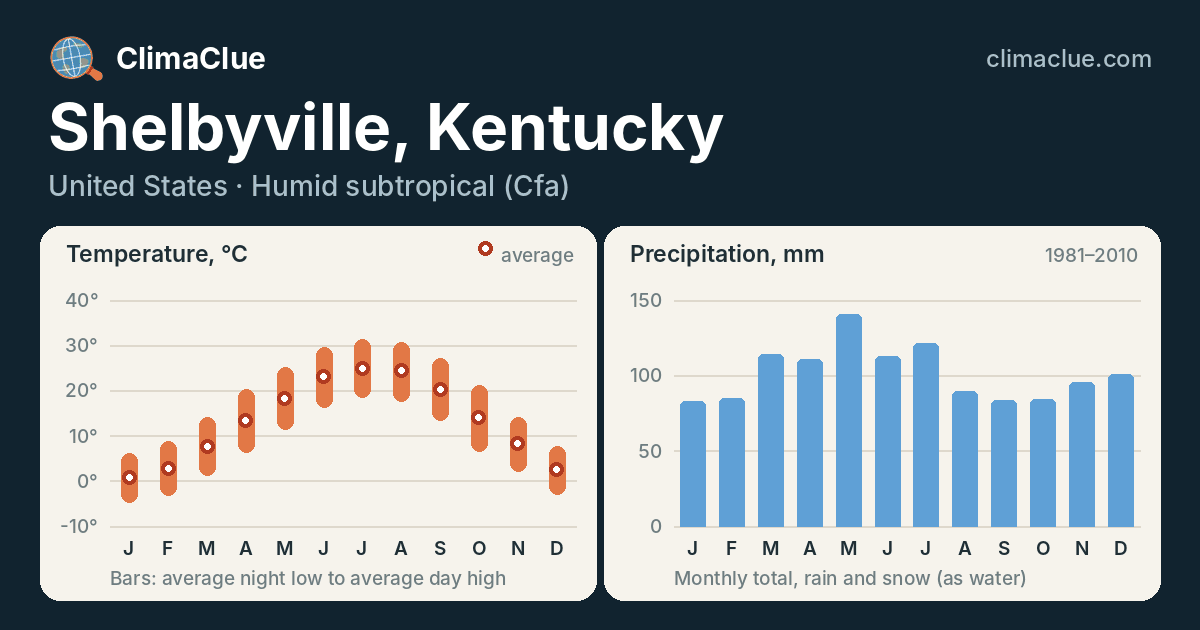 ClimaClue
climaclue.com
Shelbyville, Kentucky
United States · Humid subtropical (Cfa)
Temperature, °C
average
40°
30°
20°
10°
0°
-10°
J F M A M J J A S O N D
Bars: average night low to average day high
Precipitation, mm
1981–2010
150
100
50
0
J F M A M J J A S O N D
Monthly total, rain and snow (as water)